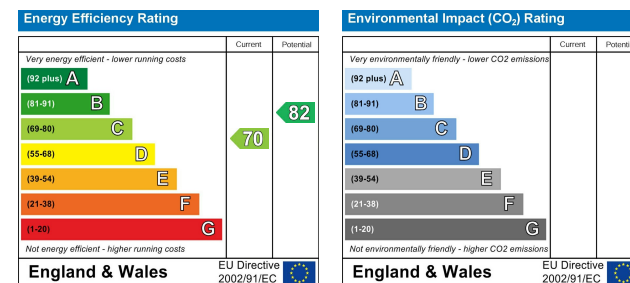 Energy Efficiency Rating
Current Potential
Very energy efficient - lower running costs
(92 plus) A
(81-91) B
82
(69-80) C
70
(55-68) D
(39-54) E
(21-38) F
(1-20) G
Not energy efficient - higher running costs
England & Wales
EU Directive
2002/91/EC
Environmental Impact (CO2) Rating
Current
Very environmentally friendly - lower CO2 emissions
(92 plus) A
(81-91) B
(69-80) C
(55-68) D
(39-54) E
(21-38) F
(1-20) G
Not environmentally friendly - higher CO2 emissions
England & Wales
EU Directive
2002/91/EC